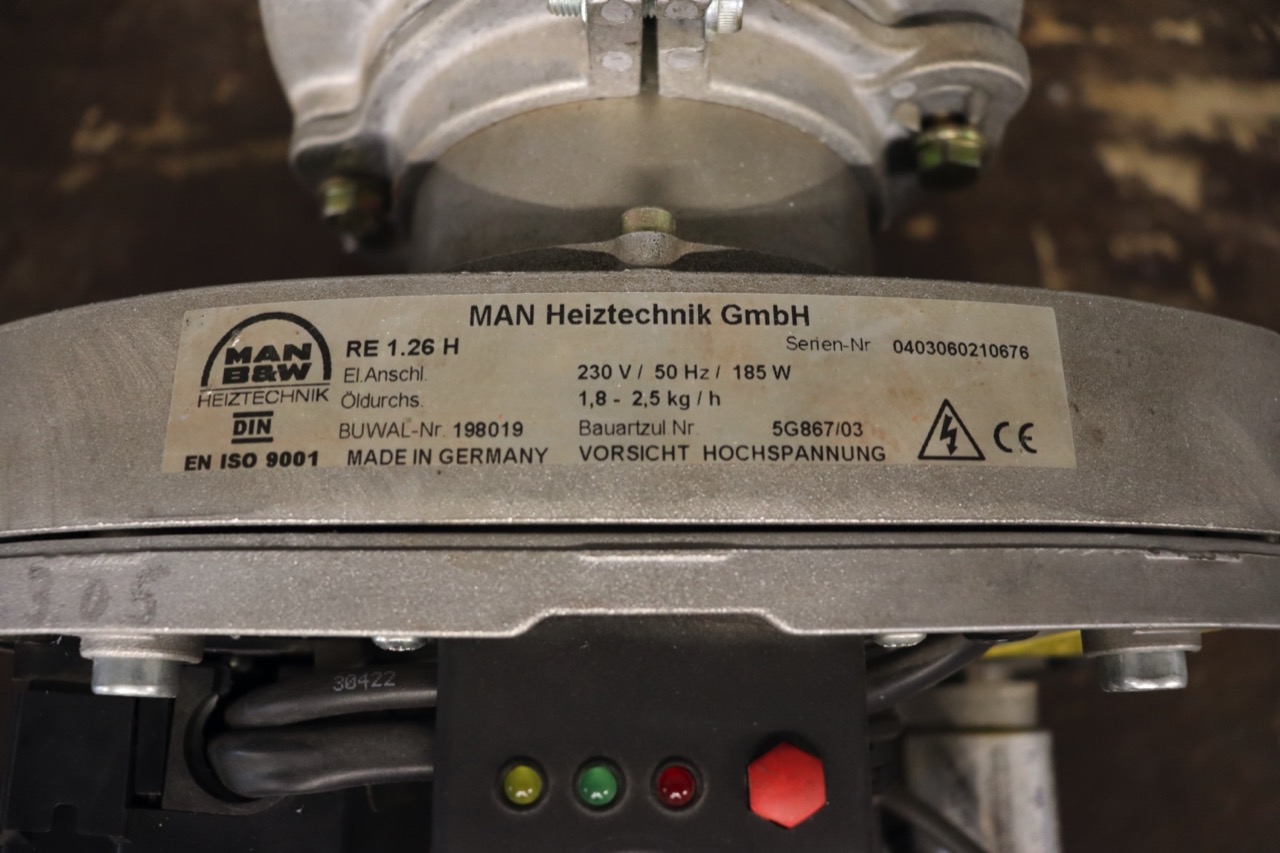 MAN Heiztechnik GmbH
MAN
B&W
HEIZTECHNIK
RE 1.26 H
Serien-Nr 0403060210676
El.Anschl. 230 V / 50 Hz / 185 W
Öldurchs. 1,8 - 2,5 kg / h
DIN
BUWAL-Nr. 198019 Bauartzul.Nr. 5G867/03
EN ISO 9001 MADE IN GERMANY VORSICHT HOCHSPANNUNG
CE
305
30422